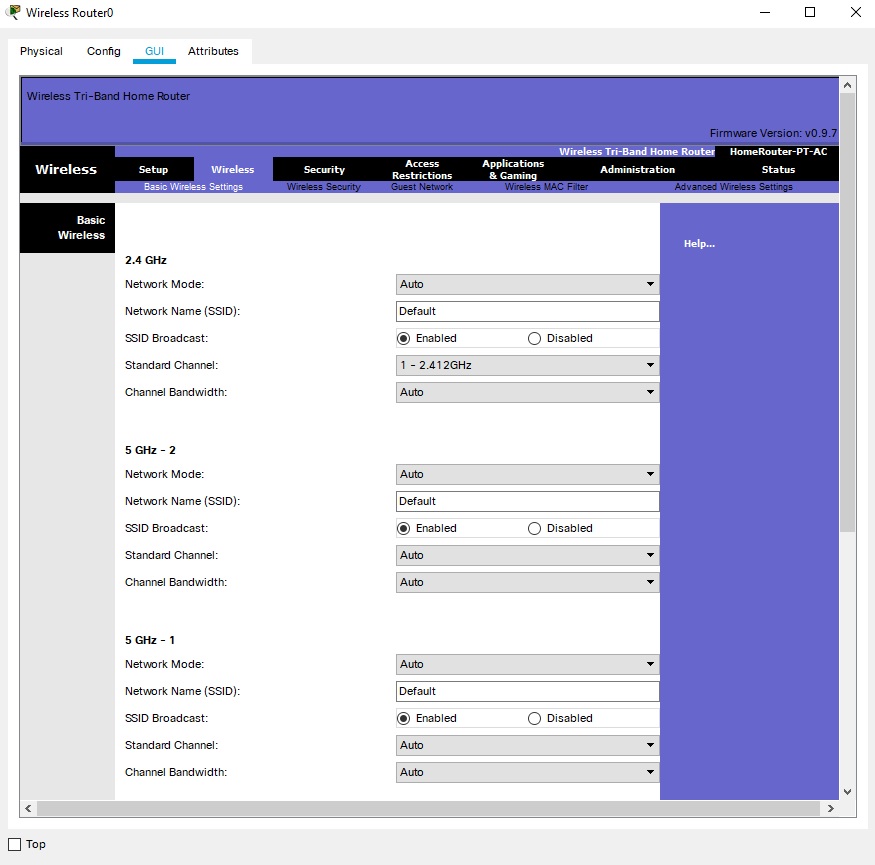 Wireless Router0
Physical Config GUI Attributes
Wireless Tri-Band Home Router
Firmware Version: v0.9.7
Wireless Tri-Band Home Router HomeRouter-PT-AC
Wireless
Setup Wireless Security Access Restrictions Applications & Gaming Administration Status
Basic Wireless Settings Wireless Security Guest Network Wireless MAC Filter Advanced Wireless Settings
Basic
Wireless
Help...
2.4 GHz
Network Mode: Auto
Network Name (SSID): Default
SSID Broadcast: Enabled Disabled
Standard Channel: 1 - 2.412GHz
Channel Bandwidth: Auto
5 GHz - 2
Network Mode: Auto
Network Name (SSID): Default
SSID Broadcast: Enabled Disabled
Standard Channel: Auto
Channel Bandwidth: Auto
5 GHz - 1
Network Mode: Auto
Network Name (SSID): Default
SSID Broadcast: Enabled Disabled
Standard Channel: Auto
Channel Bandwidth: Auto
Top